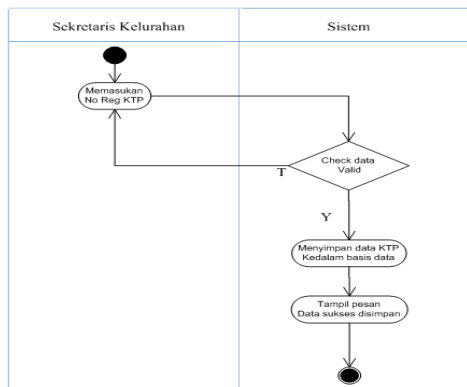 Sekretaris Kelurahan
Sistem
Memasukan
No Reg KTP
Check data
Valid
T
Y
Menyimpan data KTP
Kedalam basis data
Tampil pesan
Data sukses disimpan